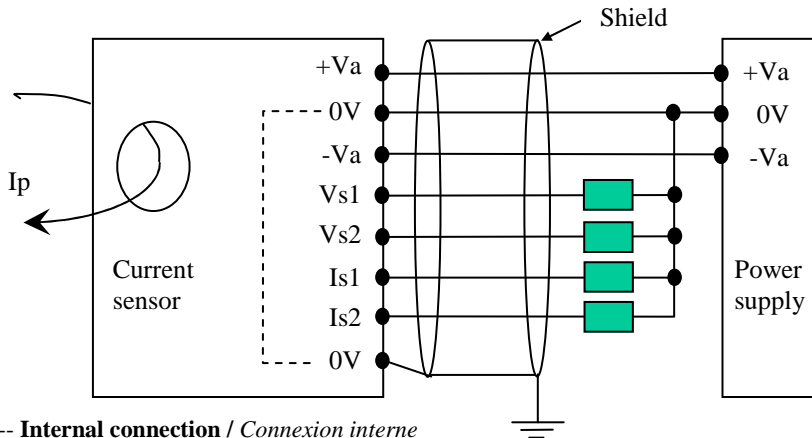 Shield
+Va
0V
-Va
Vs1
Vs2
Is1
Is2
0V
Ip
Current
sensor
+Va
0V
-Va
Power
supply
-- Internal connection / Connexion interne